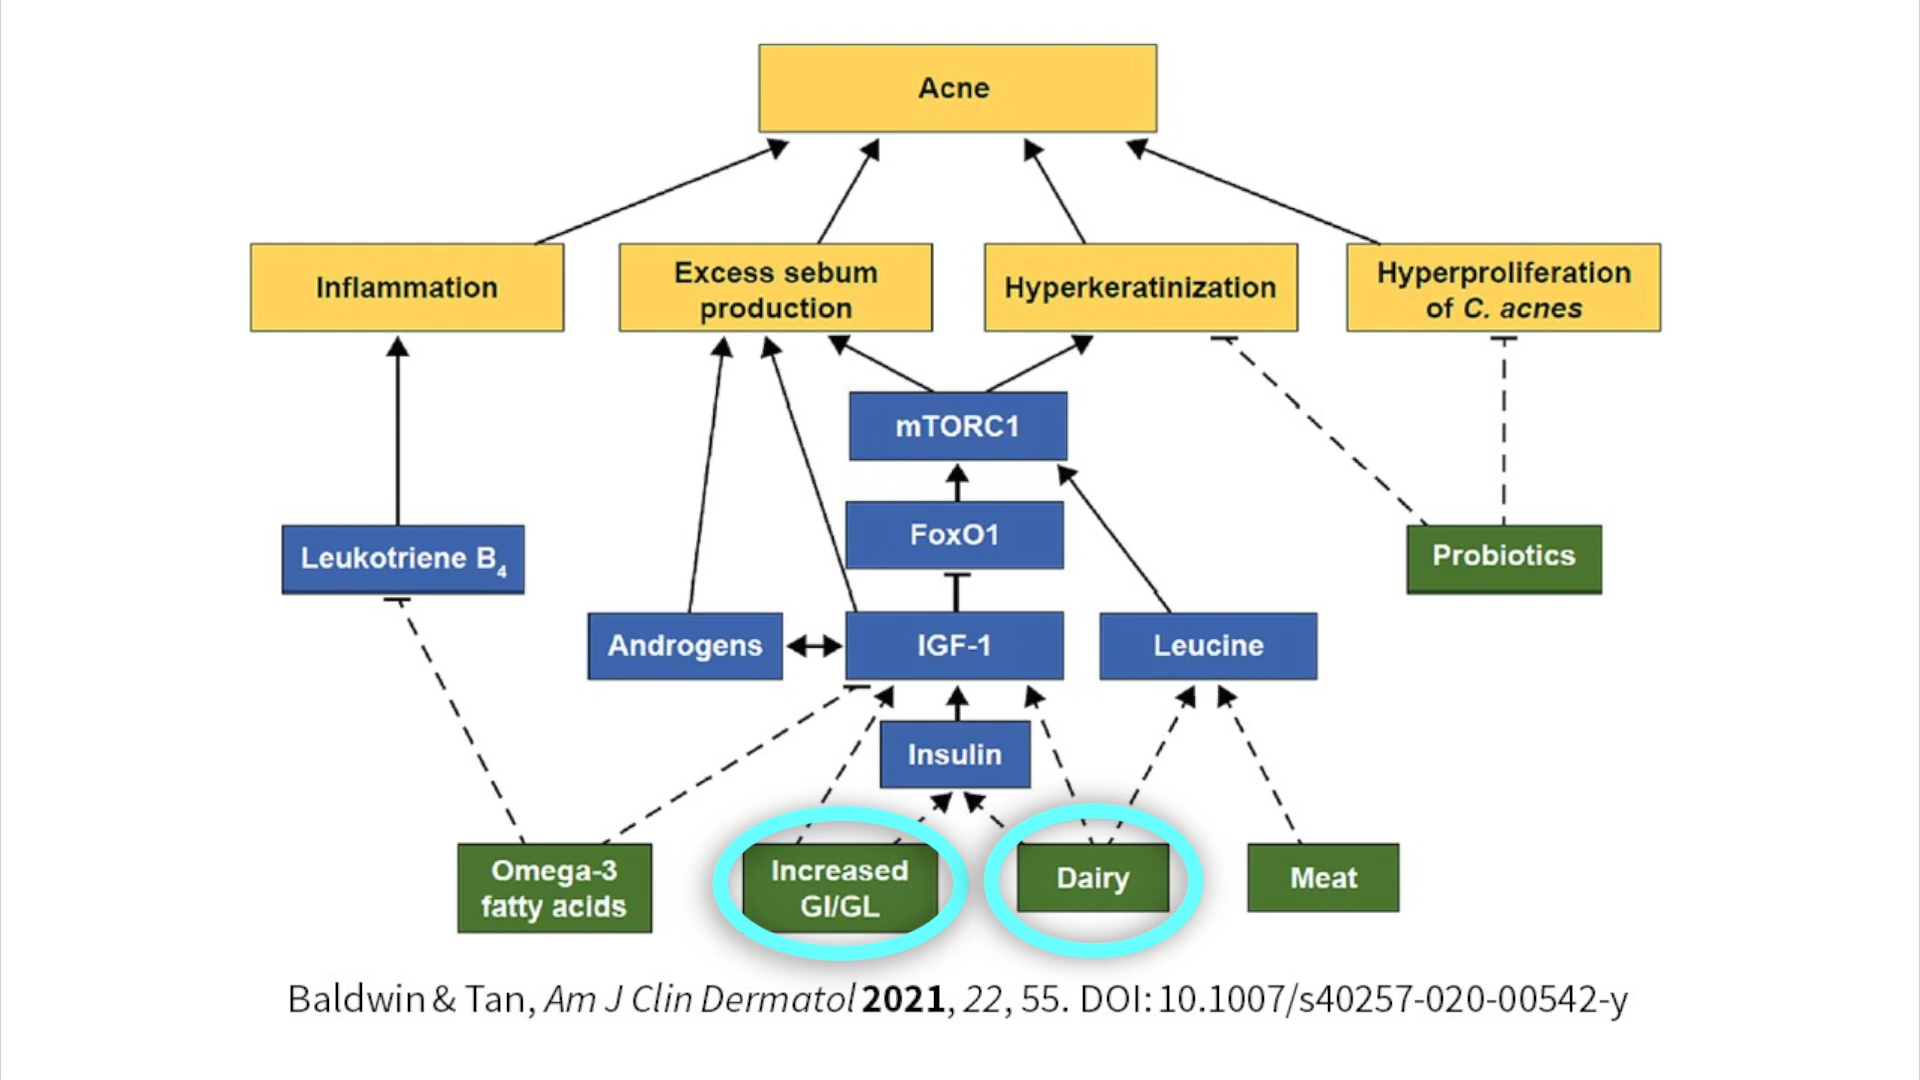 Acne
Inflammation
Excess sebum
production
Hyperkeratinization
Hyperproliferation
of C. acnes
mTORC1
FoxO1
Leukotriene B4
Probiotics
Androgens
IGF-1
Leucine
Insulin
Omega-3
fatty acids
Increased
GI/GL
Dairy
Meat
Baldwin & Tan, Am J Clin Dermatol 2021, 22, 55. DOI: 10.1007/s40257-020-00542-y